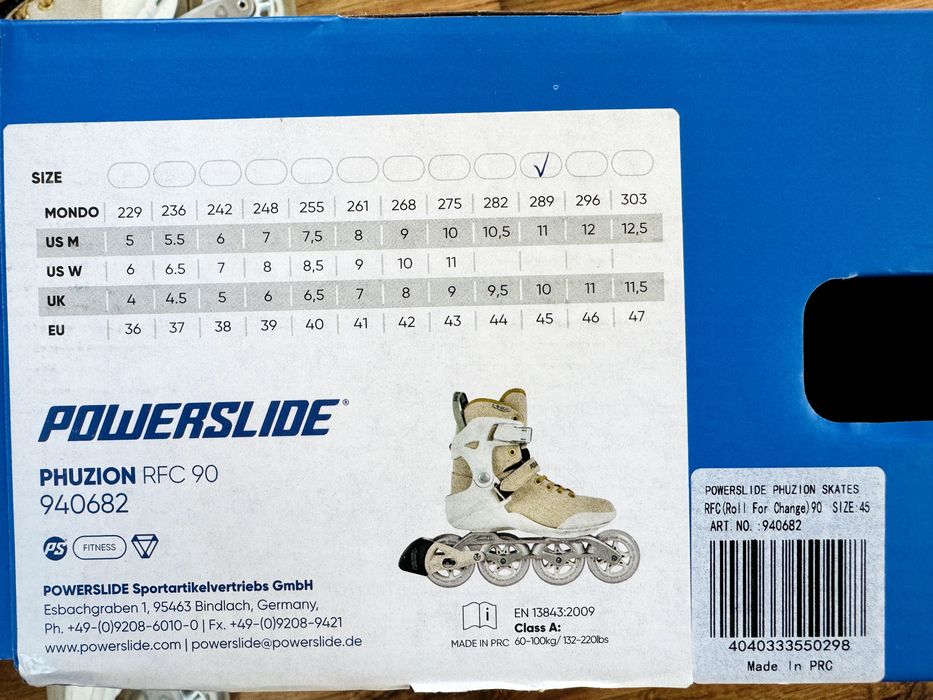 SIZE ✓
MONDO 229 236 242 248 255 261 268 275 282 289 296 303
US M 5 5.5 6 7 7,5 8 9 10 10,5 11 12 12,5
US W 6 6.5 7 8 8,5 9 10 11
UK 4 4.5 5 6 6,5 7 8 9 9,5 10 11 11,5
EU 36 37 38 39 40 41 42 43 44 45 46 47
POWERSLIDE®
PHUZION RFC 90
940682
PS FITNESS
POWERSLIDE Sportartikelvertriebs GmbH
Esbachgraben 1, 95463 Bindlach, Germany,
Ph. +49-(0)9208-6010-0 | Fx. +49-(0)9208-9421
www.powerslide.com | powerslide@powerslide.de
i
MADE IN PRC
EN 13843:2009
Class A:
60-100kg/ 132-220lbs
POWERSLIDE PHUZION SKATES
RFC(Roll For Change)90 SIZE:45
ART. NO. :940682
4040333550298
Made In PRC